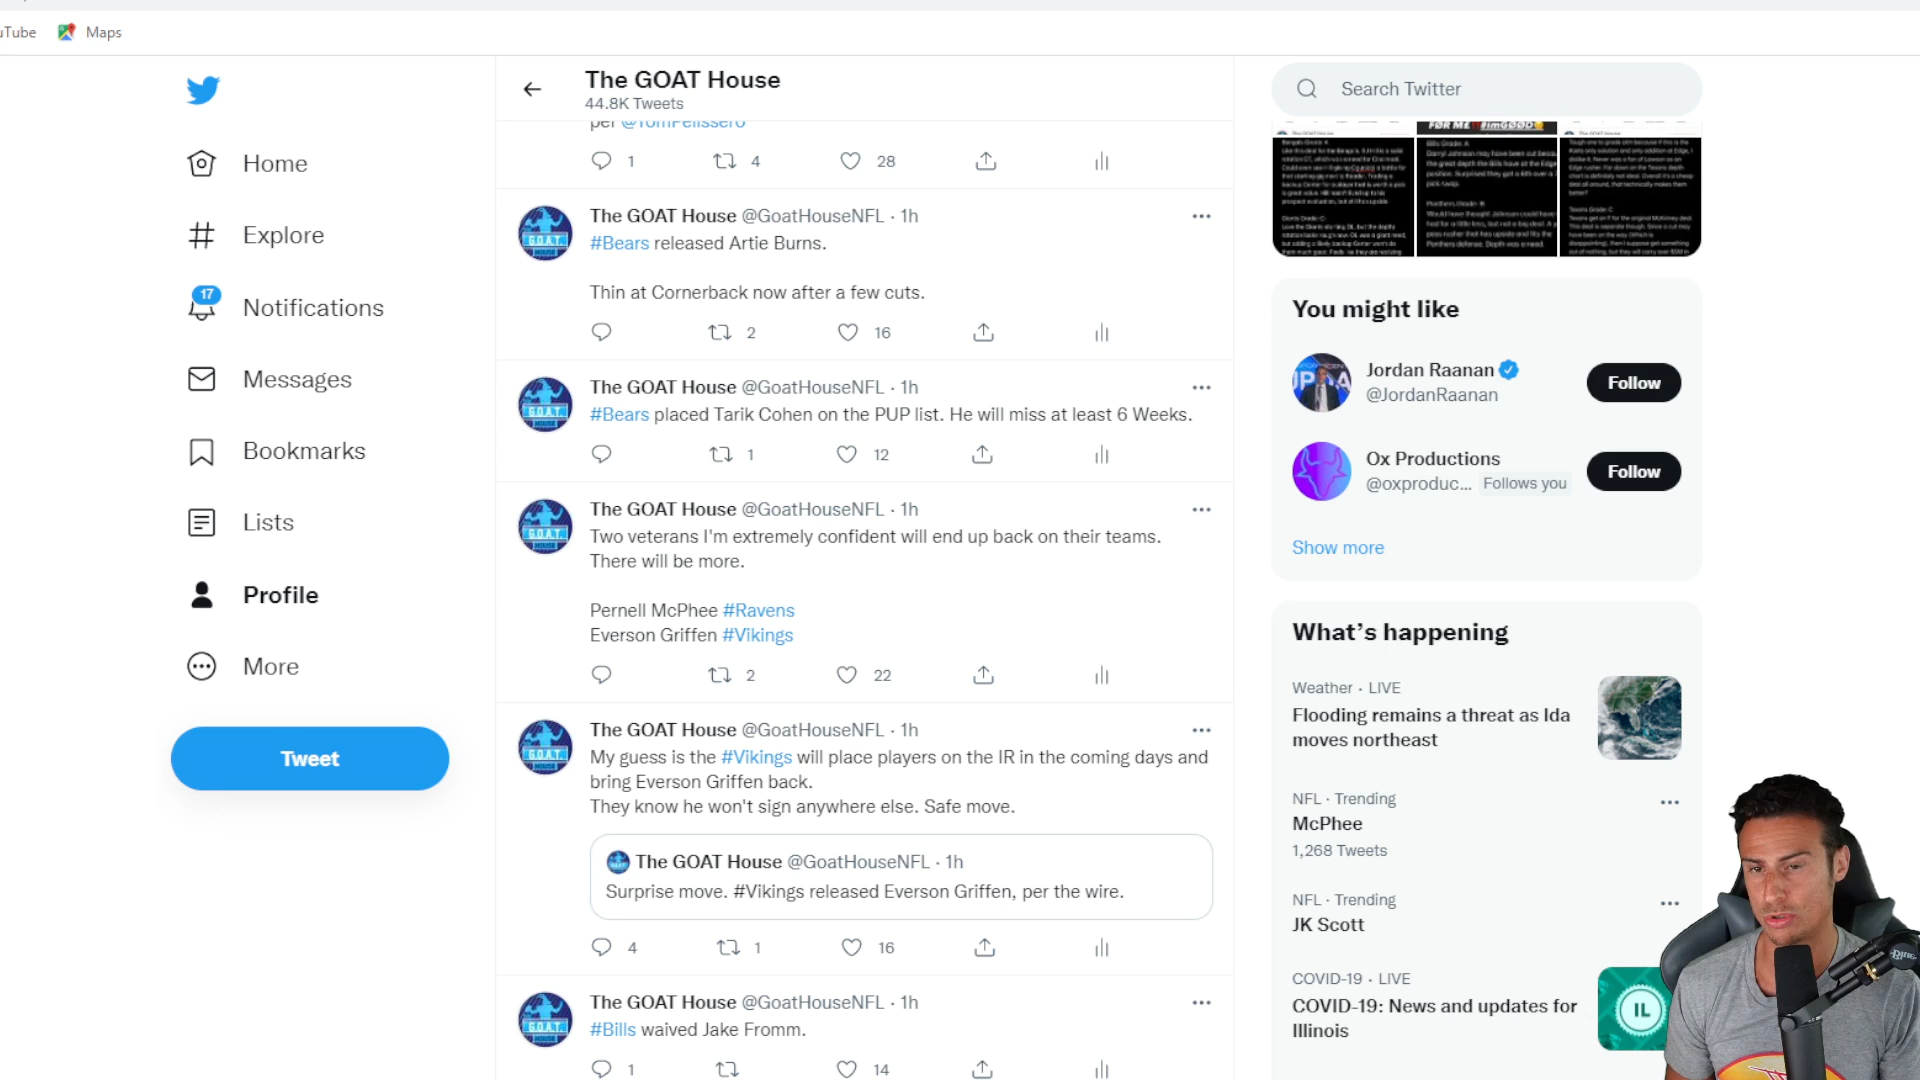 uTube Maps
The GOAT House
44.8K Tweets
Search Twitter
per @TomPelissero
1 4 28
Home
Explore
17
Notifications
Messages
Bookmarks
Lists
Profile
More
Tweet
The GOAT House @GoatHouseNFL · 1h
#Bears released Artie Burns.
Thin at Cornerback now after a few cuts.
2 16
The GOAT House @GoatHouseNFL · 1h
#Bears placed Tarik Cohen on the PUP list. He will miss at least 6 Weeks.
1 12
The GOAT House @GoatHouseNFL · 1h
Two veterans I'm extremely confident will end up back on their teams.
There will be more.
Pernell McPhee #Ravens
Everson Griffen #Vikings
2 22
The GOAT House @GoatHouseNFL · 1h
My guess is the #Vikings will place players on the IR in the coming days and
bring Everson Griffen back.
They know he won't sign anywhere else. Safe move.
The GOAT House @GoatHouseNFL · 1h
Surprise move. #Vikings released Everson Griffen, per the wire.
4 1 16
The GOAT House @GoatHouseNFL · 1h
#Bills waived Jake Fromm.
1 14
G.O.A.T.
HOUSE
G.O.A.T.
HOUSE
G.O.A.T.
HOUSE
G.O.A.T.
HOUSE
G.O.A.T.
HOUSE
You might like
Jordan Raanan
@JordanRaanan
Follow
Ox Productions
@oxproduc... Follows you
Follow
Show more
What's happening
Weather · LIVE
Flooding remains a threat as Ida
moves northeast
NFL · Trending
McPhee
1,268 Tweets
NFL · Trending
JK Scott
COVID-19 · LIVE
COVID-19: News and updates for
Illinois
IL